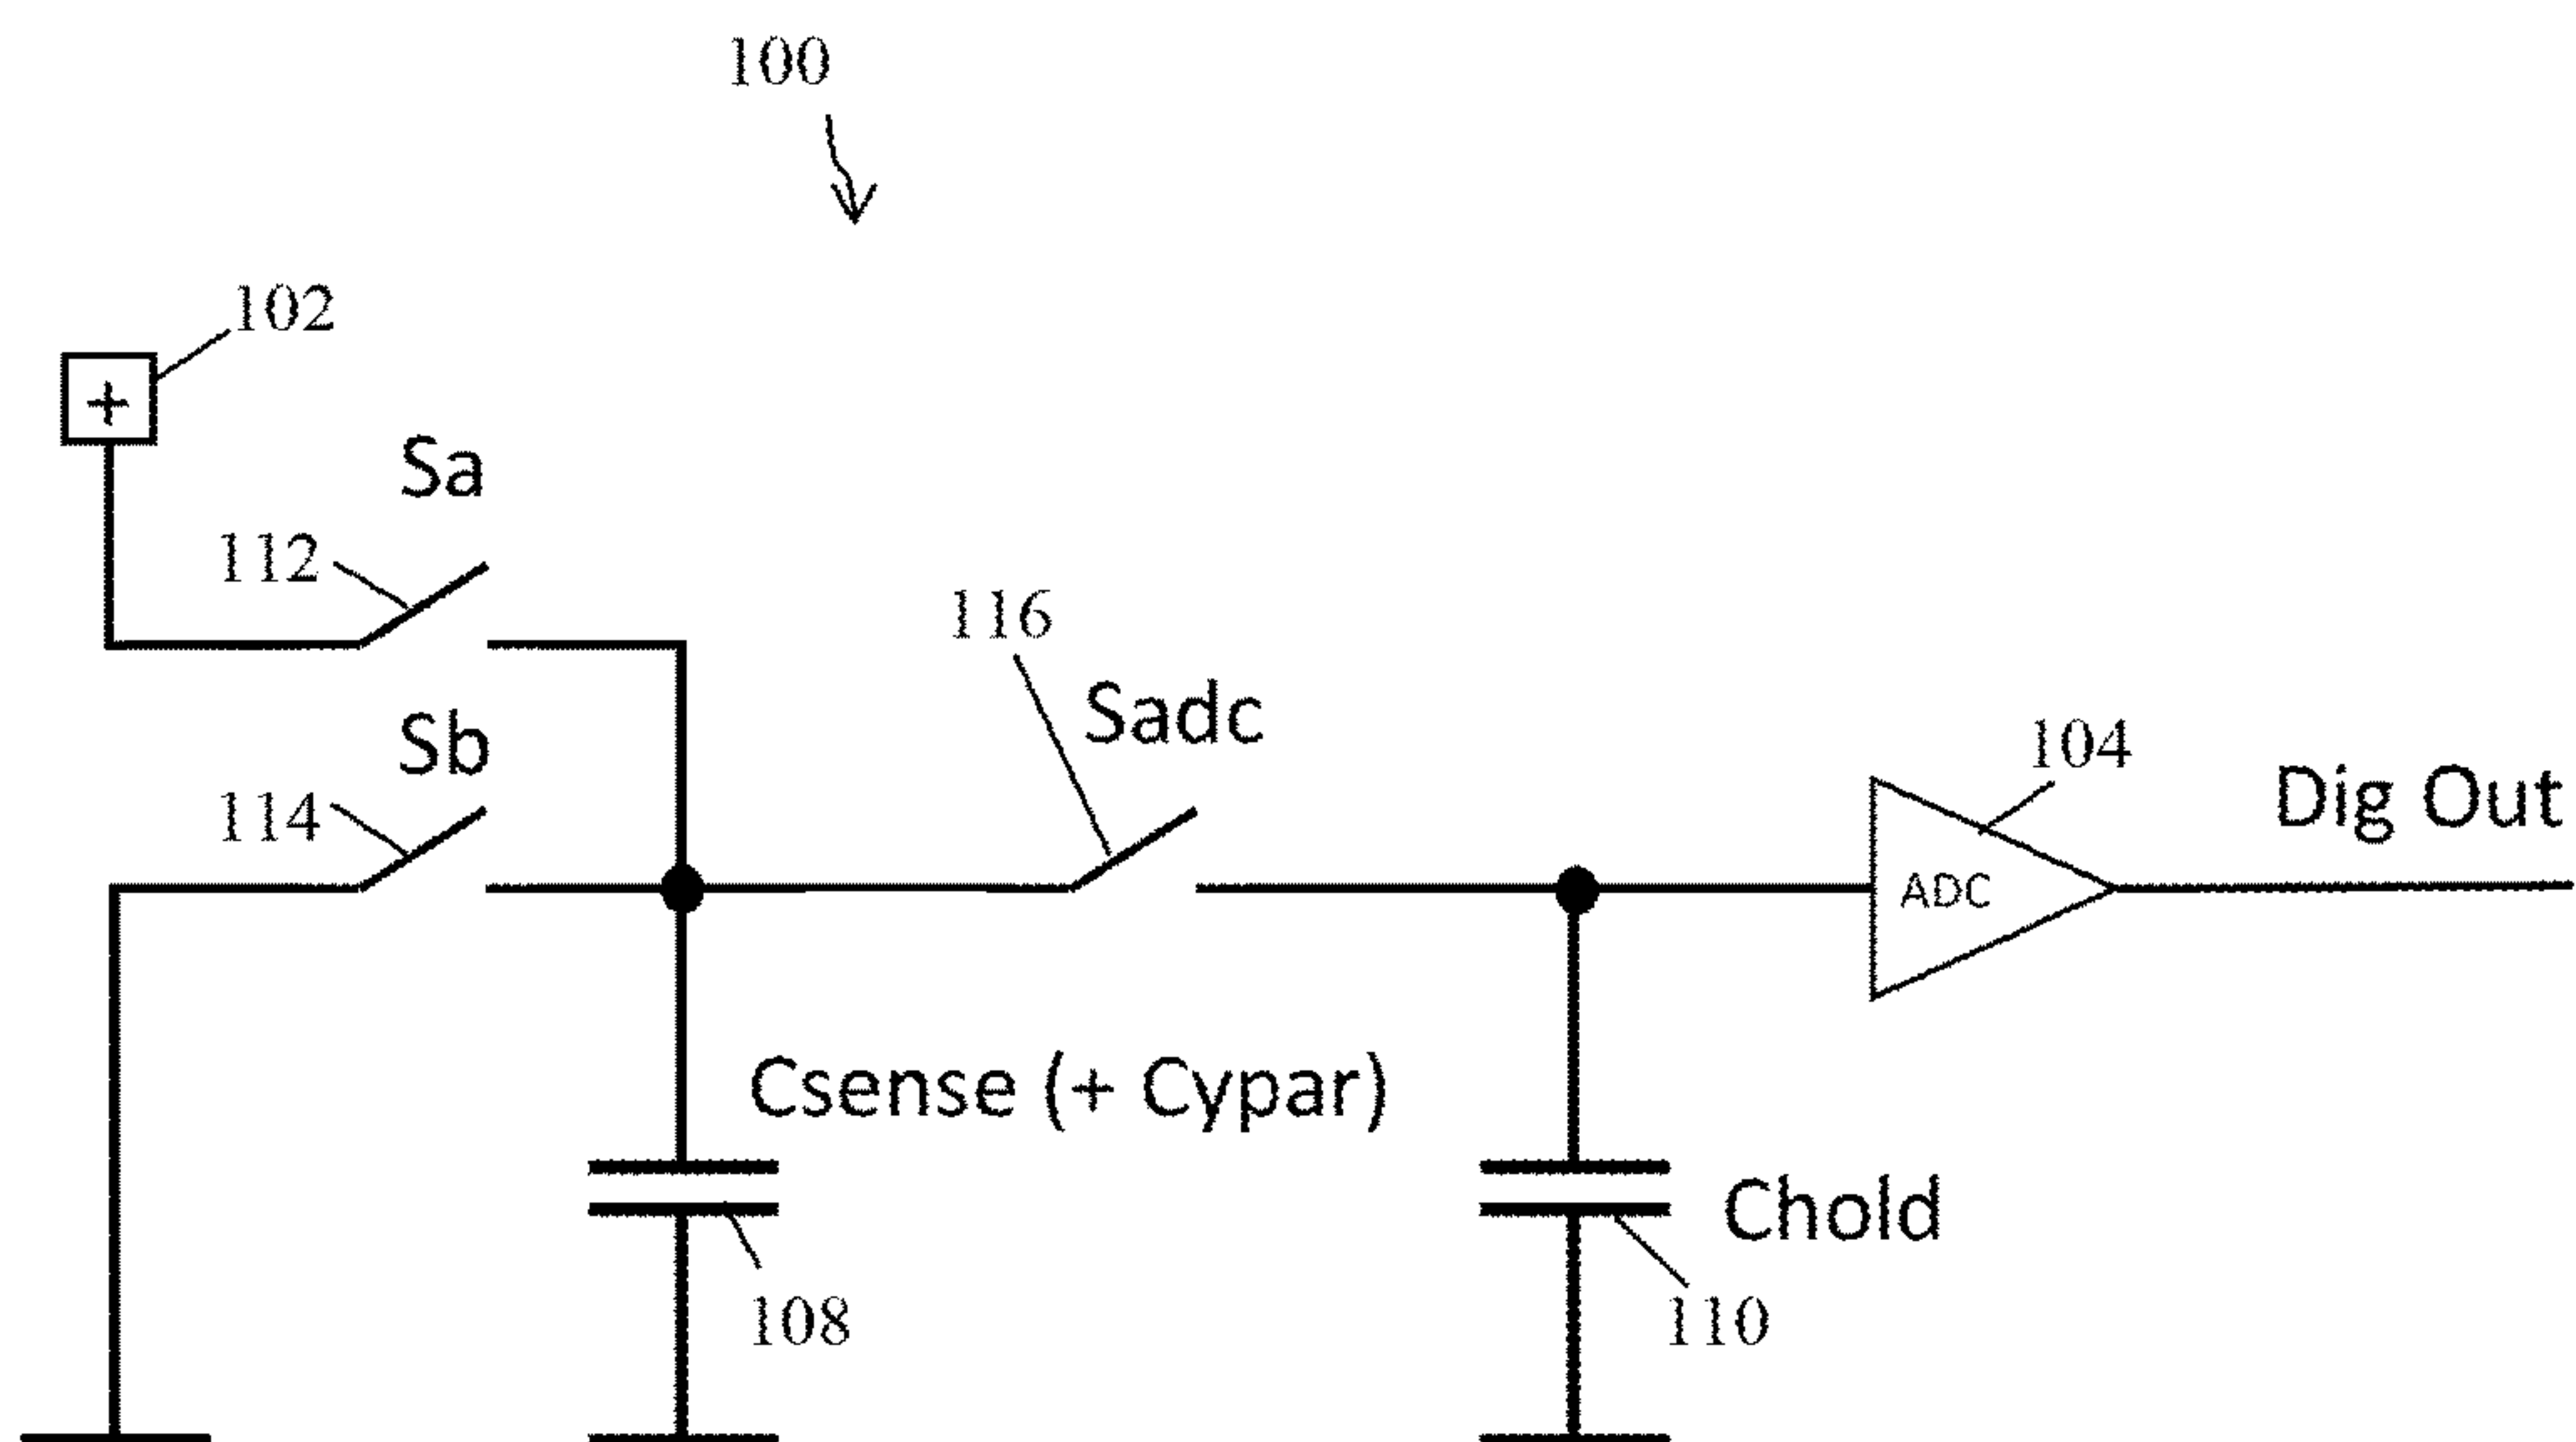 100
102
+
Sa
112
116
Sadc
Sb
114
104
Dig Out
ADC
Csense (+ Cypar)
Chold
108
110